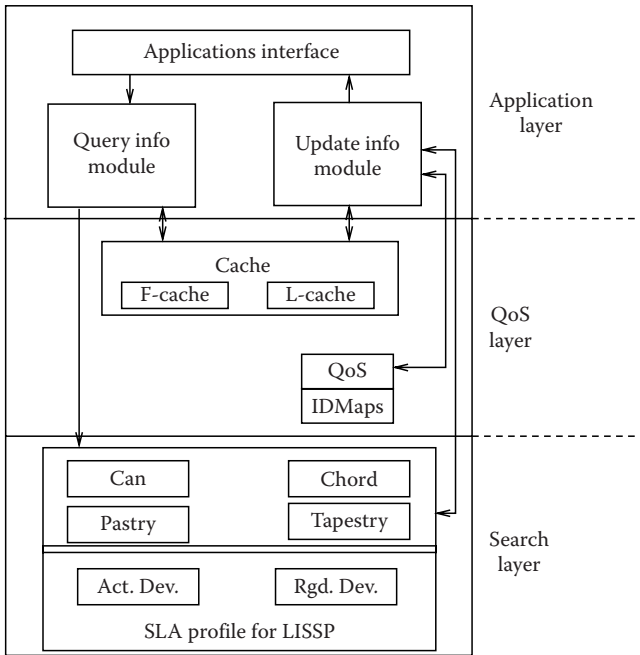 Applications interface
Query info
module
Update info
module
Application
layer
Cache
F-cache
L-cache
QoS
IDMaps
QoS
layer
Can
Chord
Pastry
Tapestry
Act. Dev.
Rgd. Dev.
SLA profile for LISSP
Search
layer